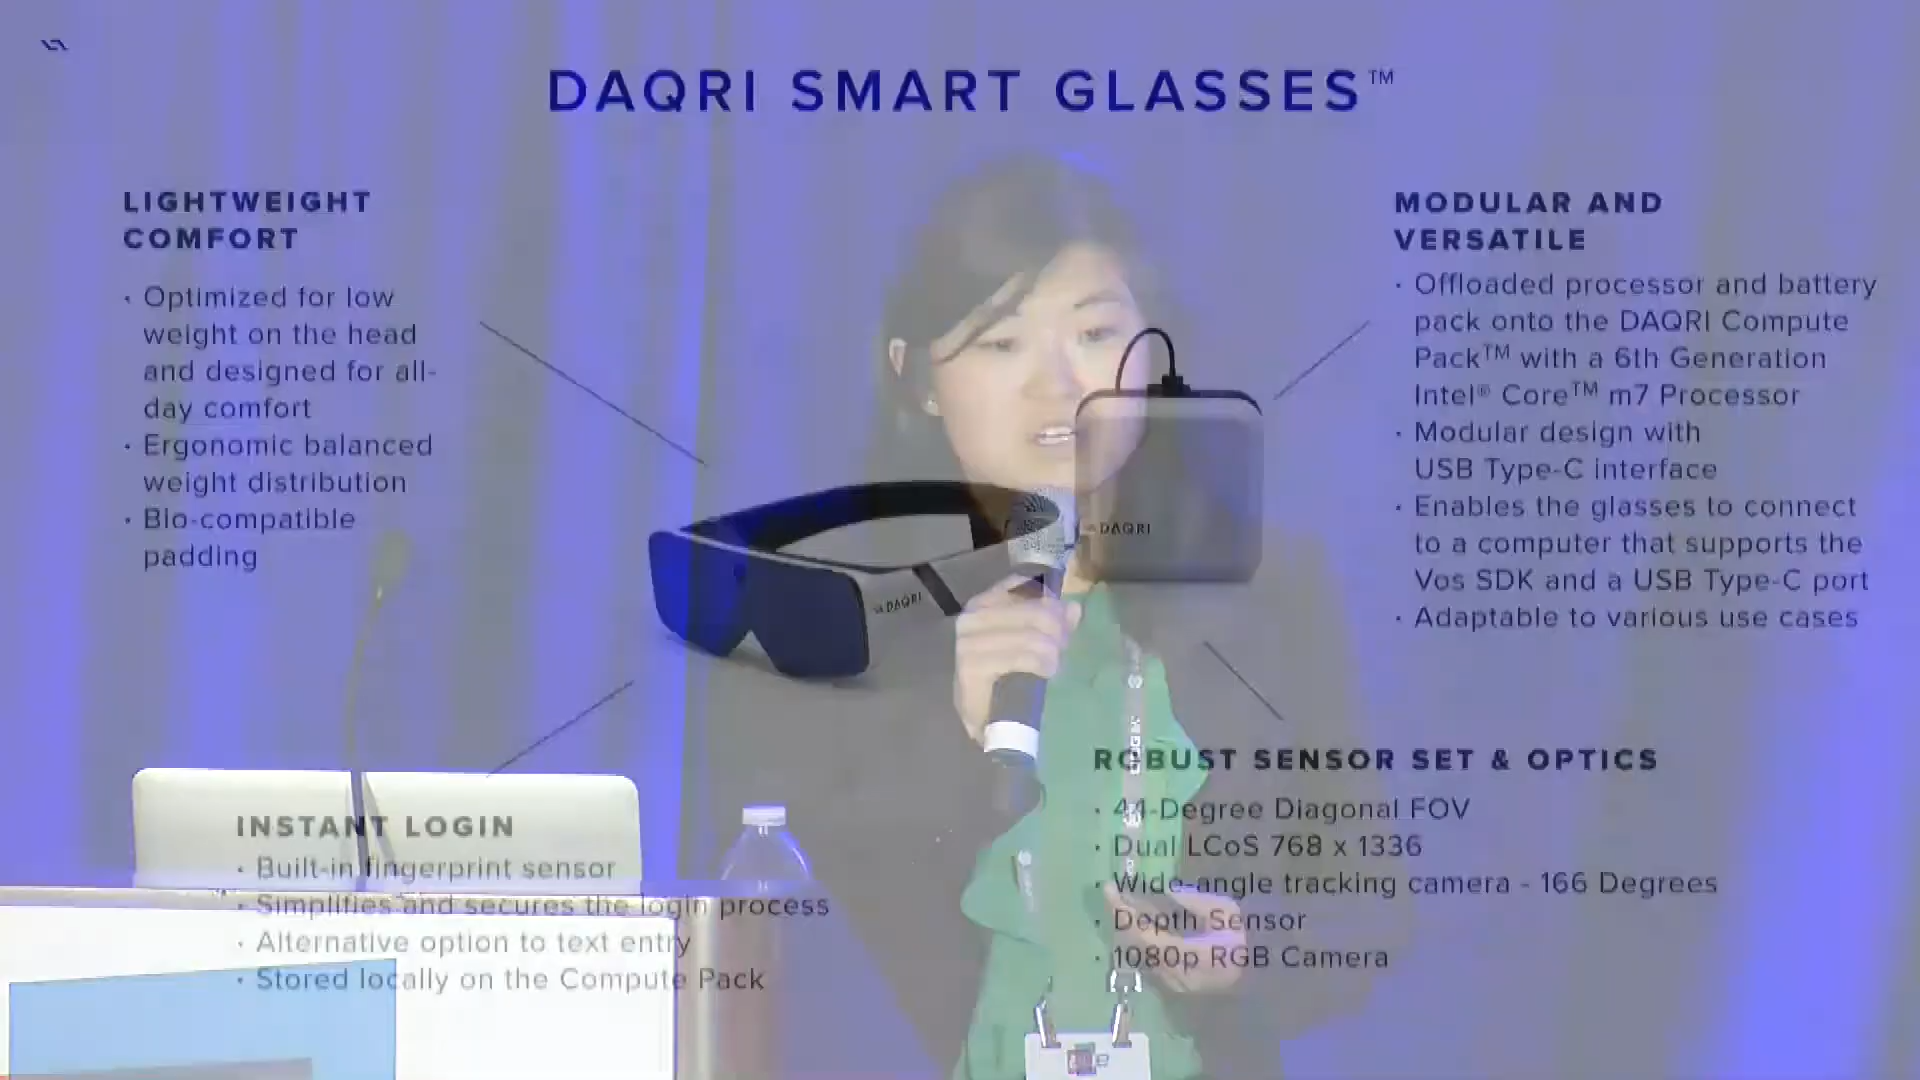 DAQRI SMART GLASSES™
LIGHTWEIGHT
COMFORT
· Optimized for low
weight on the head
and designed for all-
day comfort
· Ergonomic balanced
weight distribution
· Bio-compatible
padding
MODULAR AND
VERSATILE
· Offloaded processor and battery
pack onto the DAQRI Compute
Pack™ with a 6th Generation
Intel® Core™ m7 Processor
· Modular design with
USB Type-C interface
· Enables the glasses to connect
to a computer that supports the
Vos SDK and a USB Type-C port
· Adaptable to various use cases
DAQRI
DAQRI
INSTANT LOGIN
· Built-in fingerprint sensor
· Simplifies and secures the login process
· Alternative option to text entry
· Stored locally on the Compute Pack
ROBUST SENSOR SET & OPTICS
· 44-Degree Diagonal FOV
· Dual LCoS 768 x 1336
· Wide-angle tracking camera - 166 Degrees
· Depth Sensor
· 1080p RGB Camera